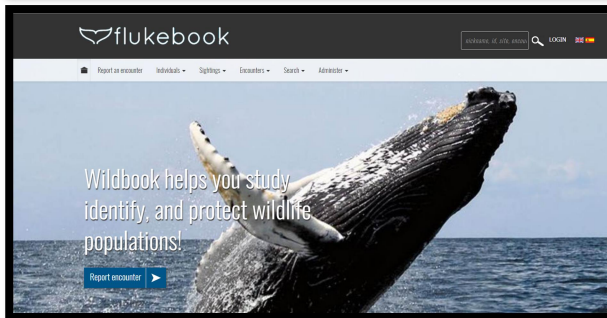 flukebook
LOGIN
Report an encounter Individuals Sightings Encounters Search Administer
Wildbook helps you study,
identify, and protect wildlife
populations!
Report encounter